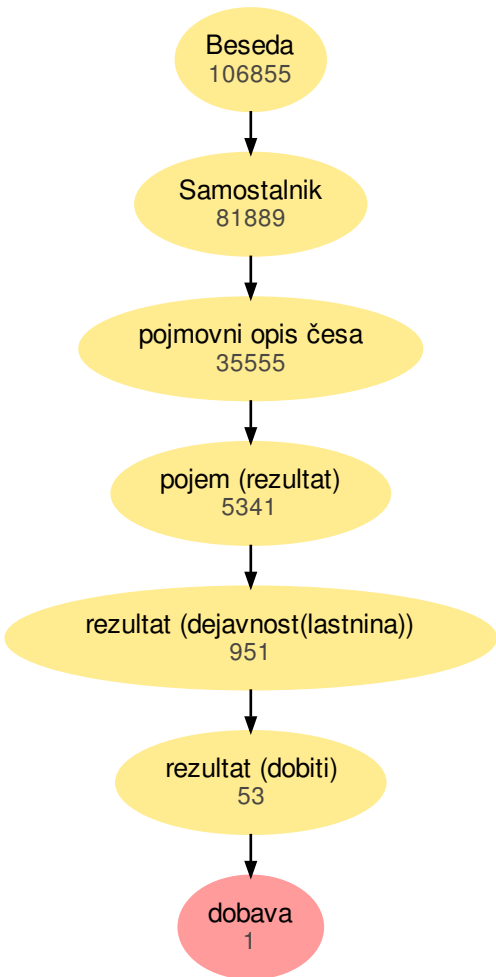 Beseda
106855
Samostalnik
81889
pojmovni opis česa
35555
pojem (rezultat)
5341
rezultat (dejavnost(lastnina))
951
rezultat (dobiti)
53
dobava
1